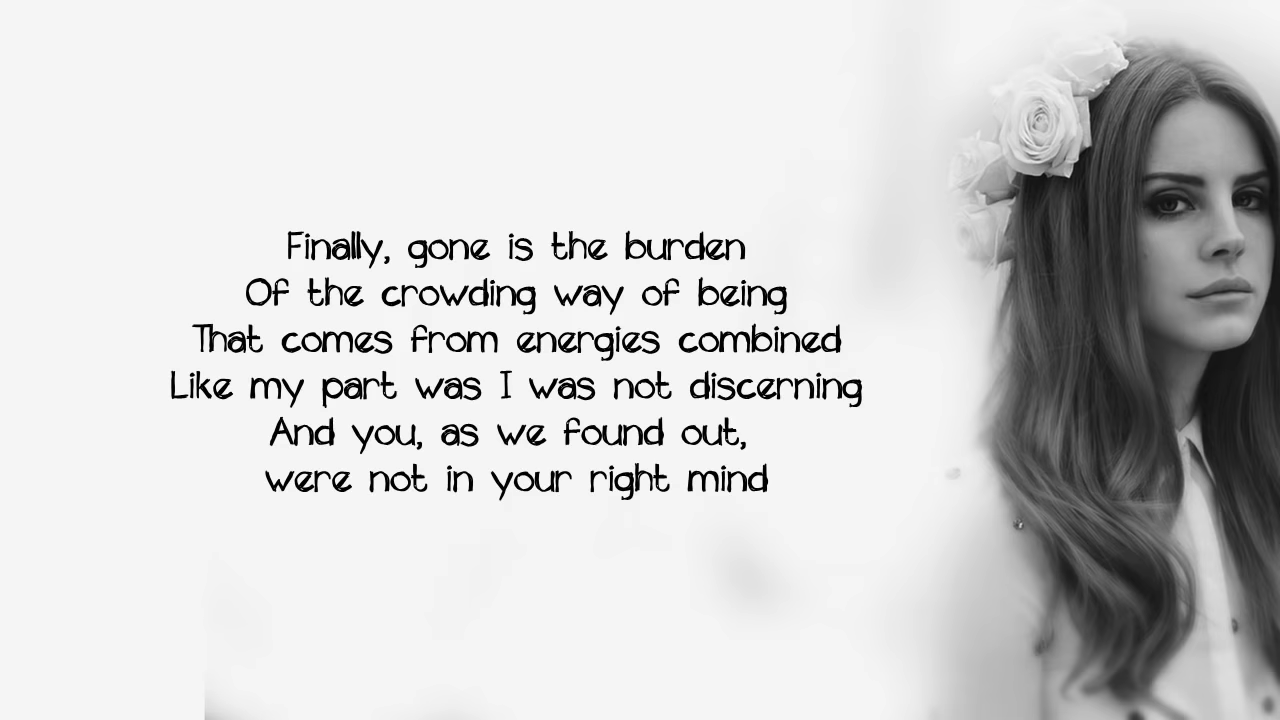 Finally, gone is the burden
Of the crowding way of being
That comes from energies combined
Like my part was I was not discerning
And you, as we found out,
were not in your right mind